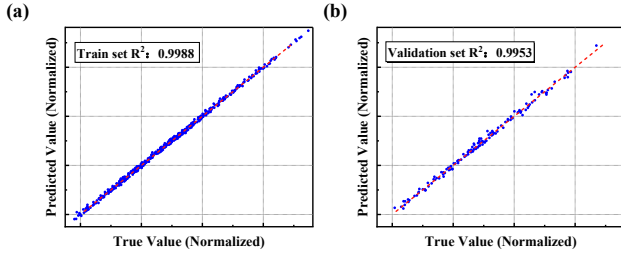 (a)
Train set R²：0.9988
Predicted Value (Normalized)
True Value (Normalized)
(b)
Validation set R²：0.9953
Predicted Value (Normalized)
True Value (Normalized)